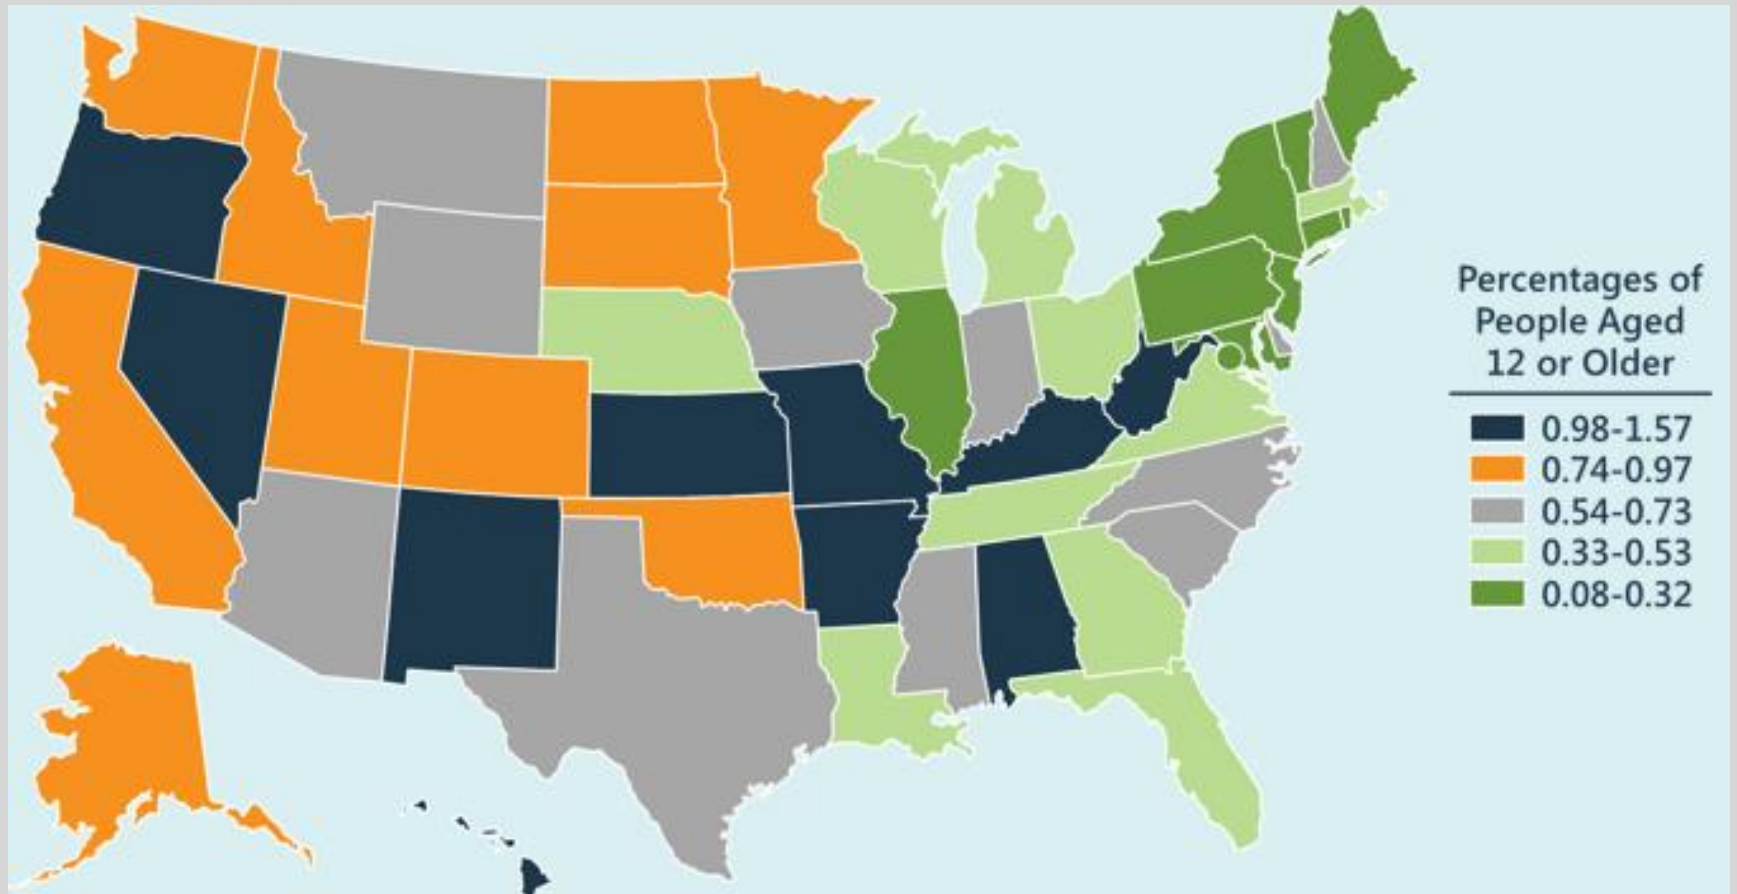 Percentages of
People Aged
12 or Older
0.98-1.57
0.74-0.97
0.54-0.73
0.33-0.53
0.08-0.32